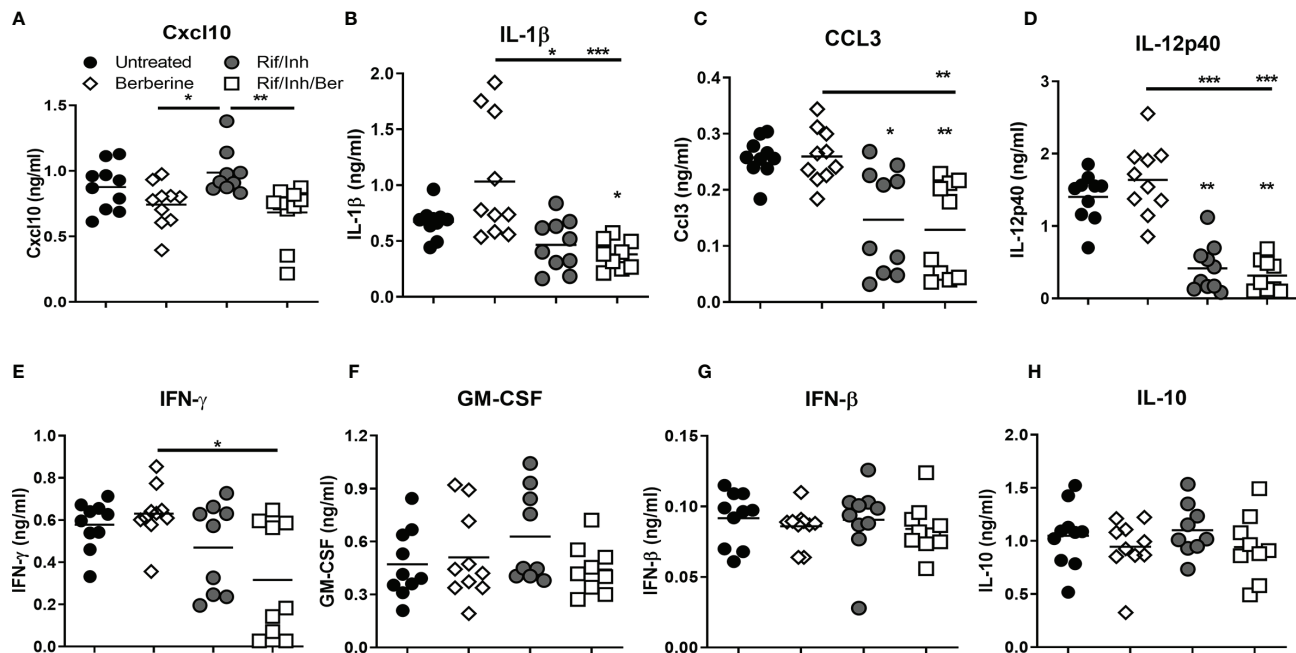 A
Cxcl10
Untreated
Rif/Inh
Berberine
Rif/Inh/Ber
*
**
Cxcl10 (ng/ml)
1.5
1.0
0.5
0.0
B
IL-1β
*
***
IL-1β (ng/ml)
2.0
1.5
1.0
0.5
0.0
*
C
CCL3
**
Ccl3 (ng/ml)
0.4
0.3
0.2
0.1
0.0
*
**
D
IL-12p40
***
***
IL-12p40 (ng/ml)
3
2
1
0
**
**
E
IFN-γ
*
IFN-γ (ng/ml)
1.0
0.8
0.6
0.4
0.2
0.0
F
GM-CSF
GM-CSF (ng/ml)
1.2
0.9
0.6
0.3
0.0
G
IFN-β
IFN-β (ng/ml)
0.15
0.10
0.05
0.00
H
IL-10
IL-10 (ng/ml)
2.0
1.5
1.0
0.5
0.0